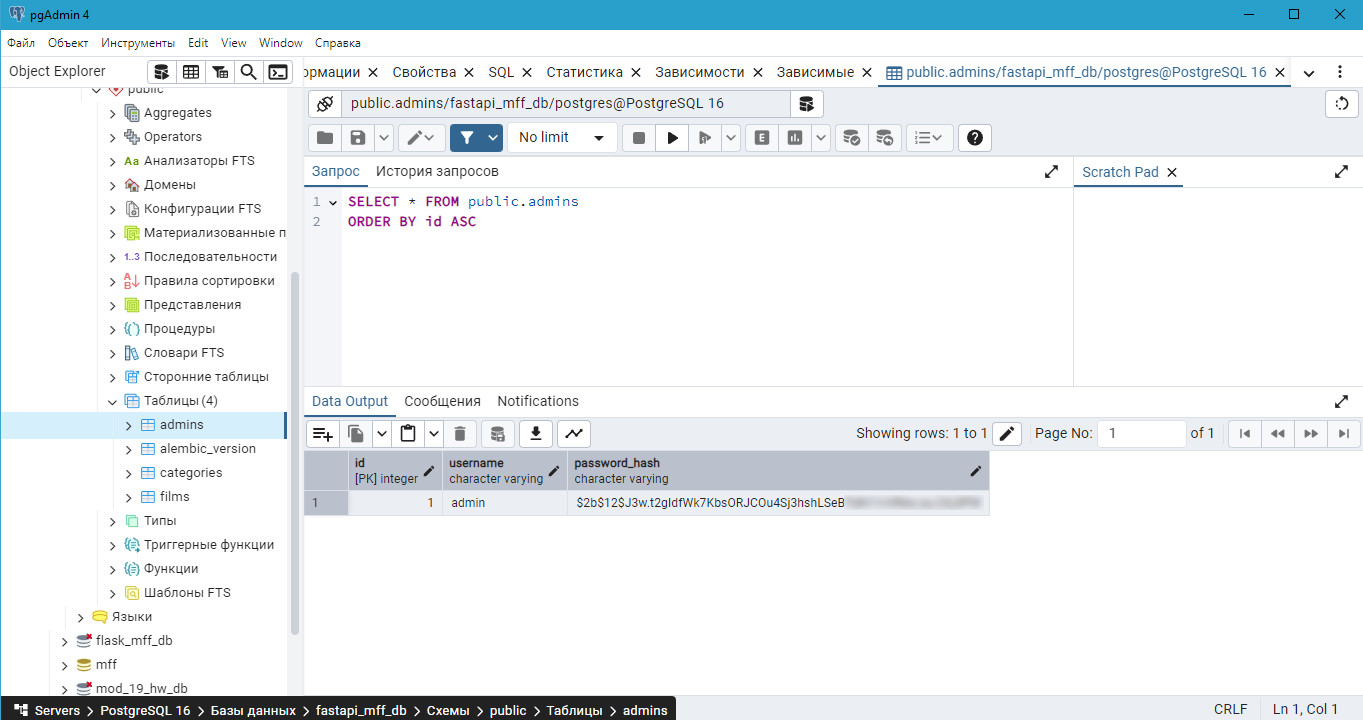 pgAdmin 4
Файл Объект Инструменты Edit View Window Справка
Object Explorer
ормации Свойства SQL Статистика Зависимости Зависимые public.admins/fastapi_mff_db/postgres@PostgreSQL 16
public
public.admins/fastapi_mff_db/postgres@PostgreSQL 16
Aggregates
Operators
No limit
E
Aa Анализаторы FTS
Запрос История запросов
Scratch Pad
Домены
1 SELECT * FROM public.admins
2 ORDER BY id ASC
Конфигурации FTS
Материализованные п
1..3 Последовательности
Правила сортировки
Представления
Процедуры
Словари FTS
Сторонние таблицы
Таблицы (4)
admins
alembic_version
categories
films
Типы
Триггерные функции
Функции
Шаблоны FTS
Языки
flask_mff_db
mff
mod_19_hw_db
Data Output Сообщения Notifications
Showing rows: 1 to 1 Page No: 1 of 1
id username password_hash
[PK] integer character varying character varying
1 1 admin $2b$12$J3w.t2gIdfWk7KbsORJCOu4Sj3hshLSeB
Servers PostgreSQL 16 Базы данных fastapi_mff_db Схемы public Таблицы admins
CRLF Ln 1, Col 1